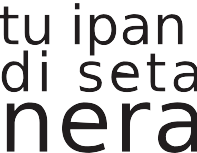 tu ipan
di seta
nera